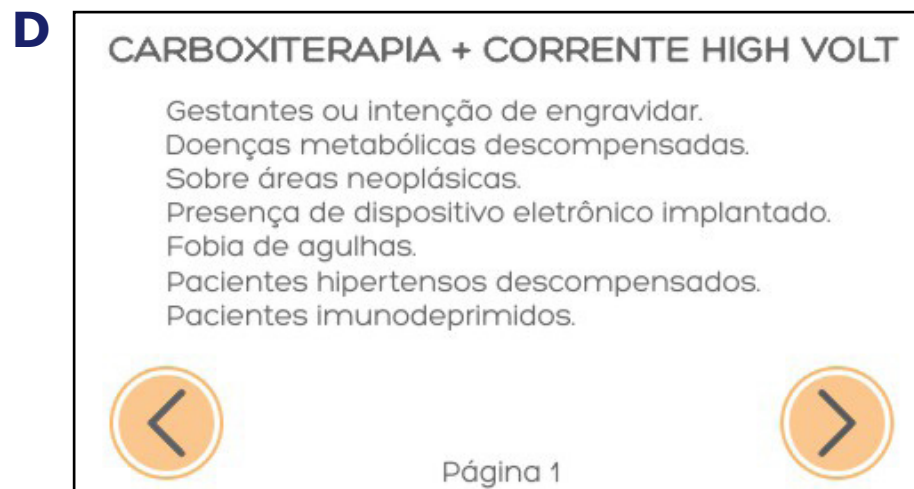 D
CARBOXITERAPIA + CORRENTE HIGH VOLT
Gestantes ou intenção de engravidar.
Doenças metabólicas descompensadas.
Sobre áreas neoplásicas.
Presença de dispositivo eletrônico implantado.
Fobia de agulhas.
Pacientes hipertensos descompensados.
Pacientes imunodeprimidos.
Página 1